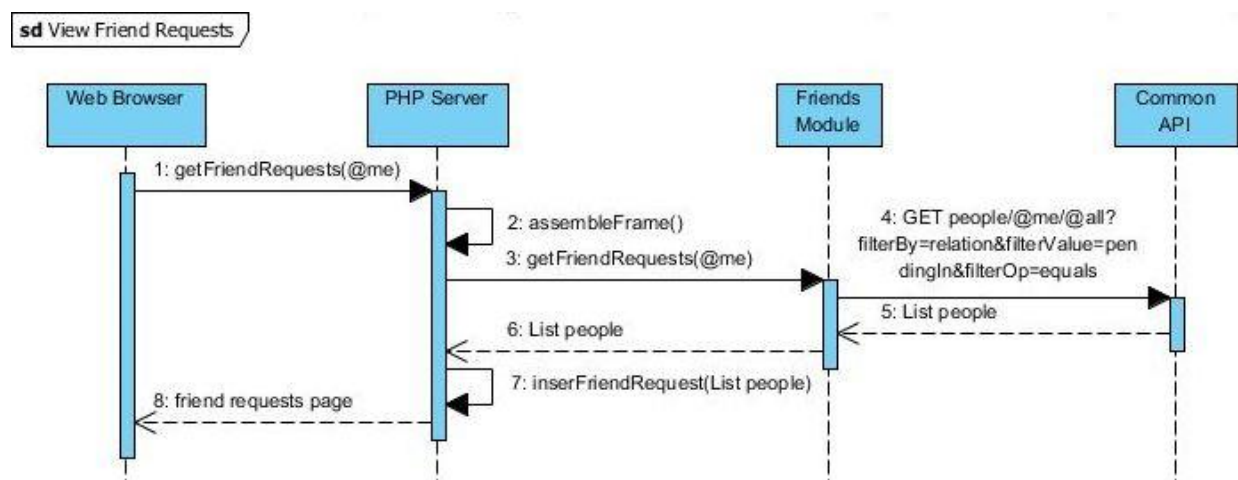 sd View Friend Requests
Web Browser
PHP Server
Friends
Module
Common
API
1: getFriendRequests(@me)
2: assembleFrame()
3: getFriendRequests(@me)
4: GET people/@me/@all?
filterBy=relation&filterValue=pen
dingIn&filterOp=equals
5: List people
6: List people
7: inserFriendRequest(List people)
8: friend requests page